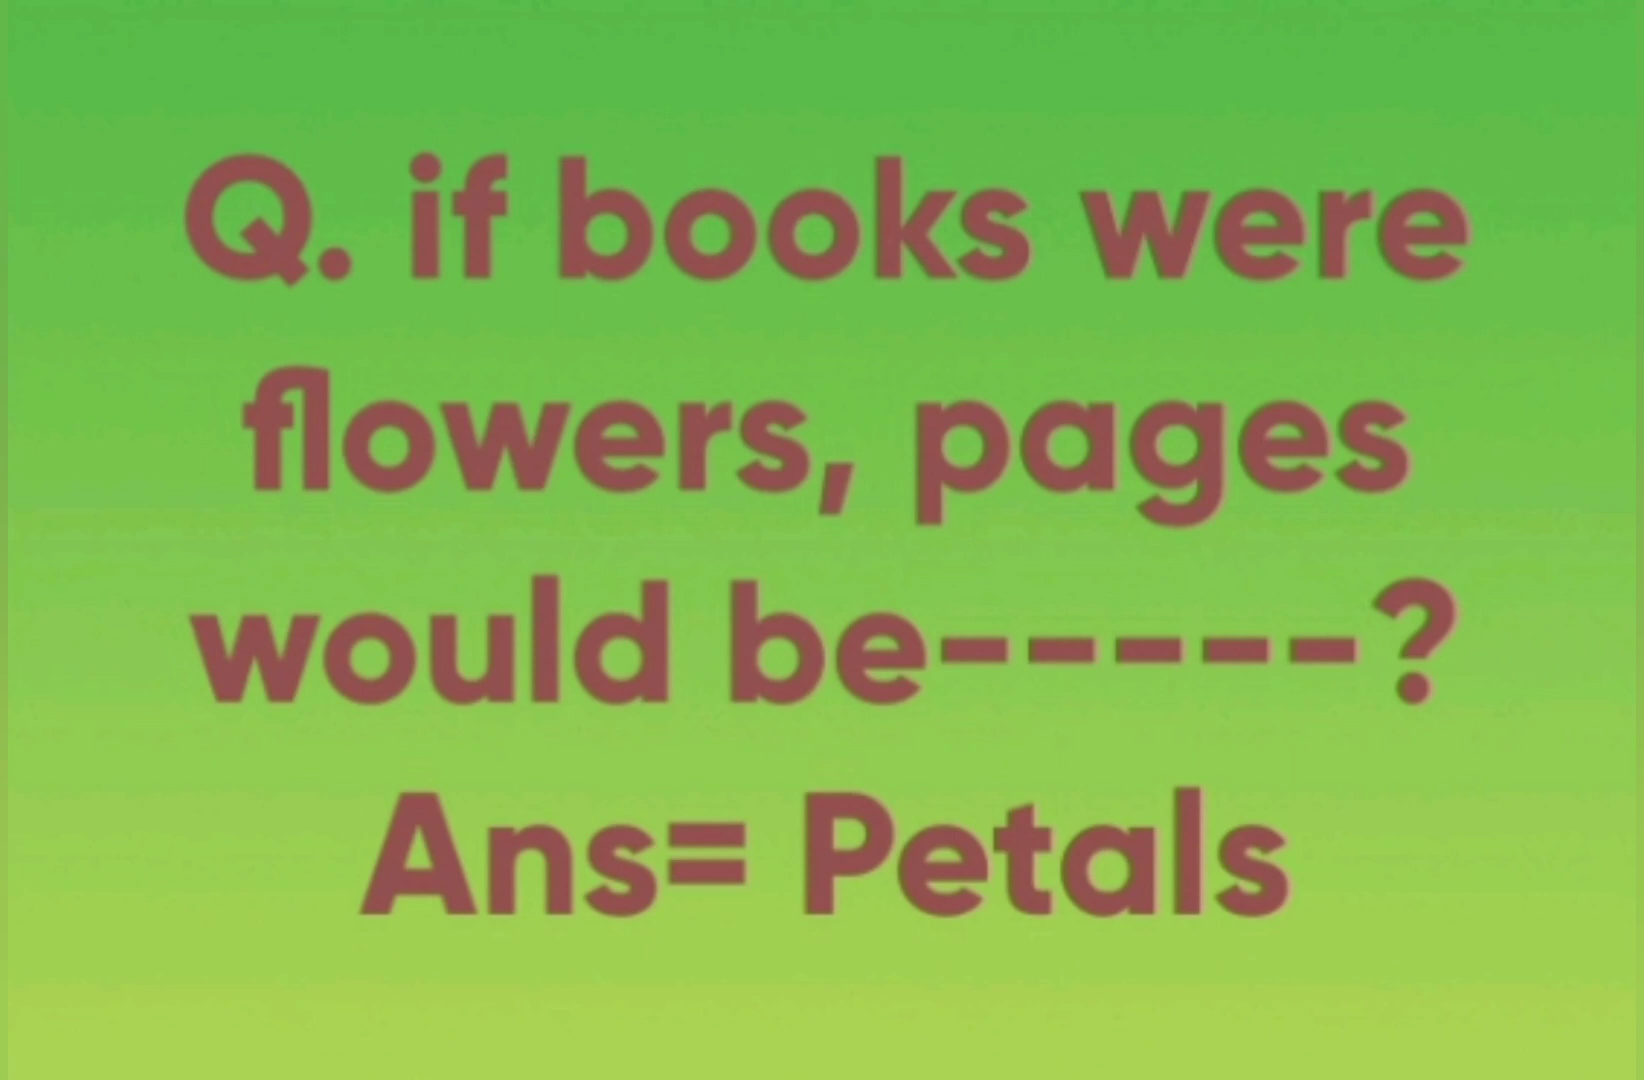 Q. if books were
flowers, pages
would be-----?
Ans= Petals